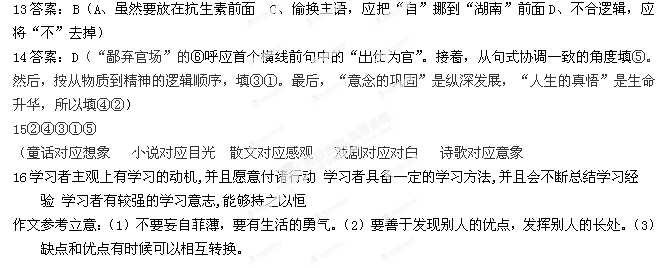 13答案：B（A、虽然要放在抗生素前面  C、偷换主语，应把“自”挪到“湖南”前面D、不合逻辑，应
将“不”去掉）
14答案：D（“鄙弃官场”的⑥呼应首个横线前句中的“出仕为官”。接着，从句式协调一致的角度填⑤。
然后，按从物质到精神的逻辑顺序，填③①。最后，“意念的巩固”是纵深发展，“人生的真悟”是生命
升华，所以填④②）
15②④③①⑤
（童话对应想象  小说对应目光  散文对应感观  戏剧对应对白  诗歌对应意象
16学习者主观上有学习的动机,并且愿意付诸行动 学习者具备一定的学习方法,并且会不断总结学习经
验 学习者有较强的学习意志,能够持之以恒
作文参考立意：（1）不要妄自菲薄，要有生活的勇气。（2）要善于发现别人的优点，发挥别人的长处。（3）
缺点和优点有时候可以相互转换。